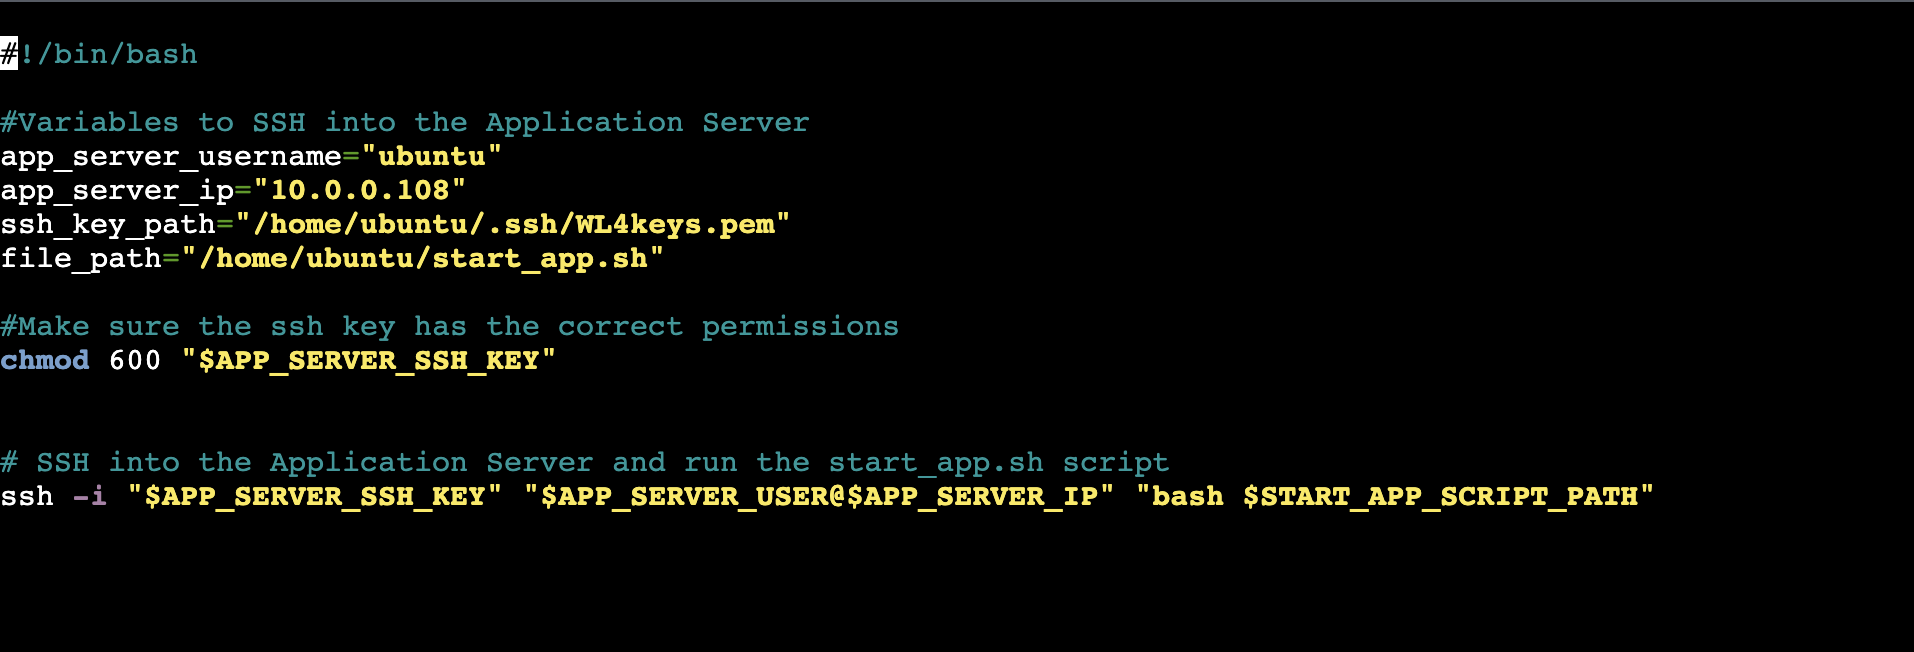 #!/bin/bash
#Variables to SSH into the Application Server
app_server_username="ubuntu"
app_server_ip="10.0.0.108"
ssh_key_path="/home/ubuntu/.ssh/WL4keys.pem"
file_path="/home/ubuntu/start_app.sh"
#Make sure the ssh key has the correct permissions
chmod 600 "$APP_SERVER_SSH_KEY"
# SSH into the Application Server and run the start_app.sh script
ssh -i "$APP_SERVER_SSH_KEY" "$APP_SERVER_USER@$APP_SERVER_IP" "bash $START_APP_SCRIPT_PATH"